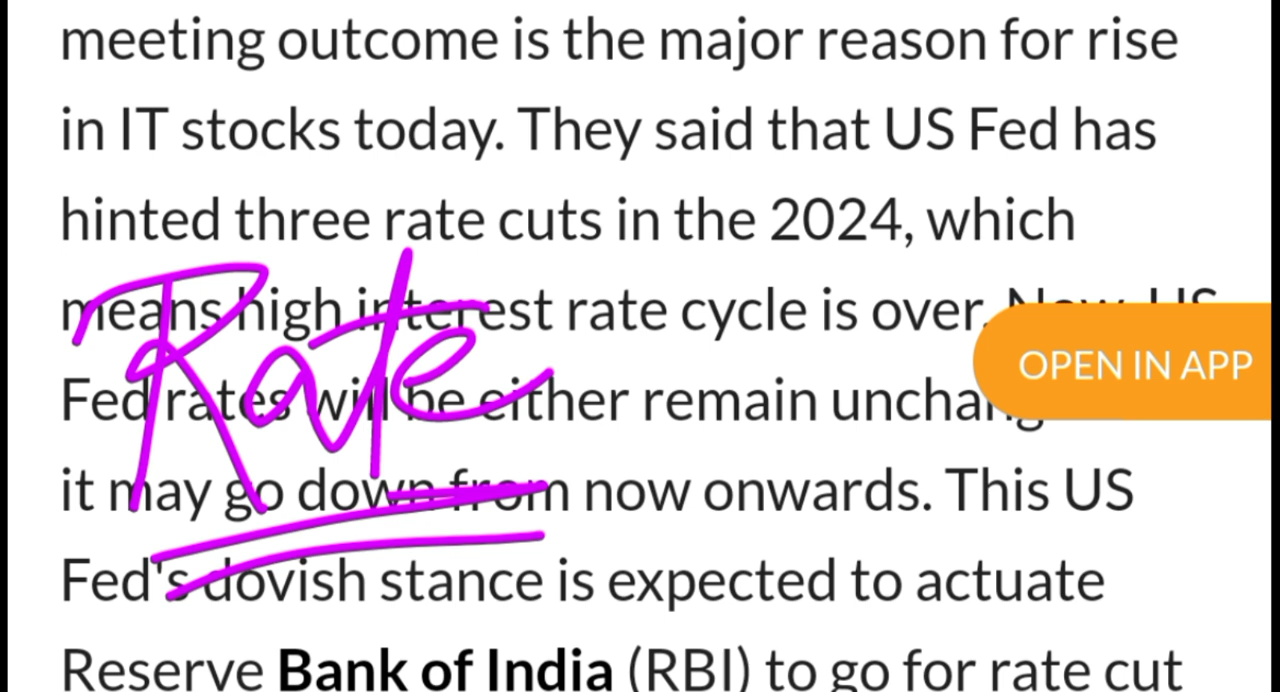 meeting outcome is the major reason for rise
in IT stocks today. They said that US Fed has
hinted three rate cuts in the 2024, which
means high interest rate cycle is over. Now, US
Rate
Fed rates will be either remain
OPEN IN APP
it may go down from now onwards. This US
Fed's dovish stance is expected to actuate
Reserve Bank of India (RBI) to go for rate cut